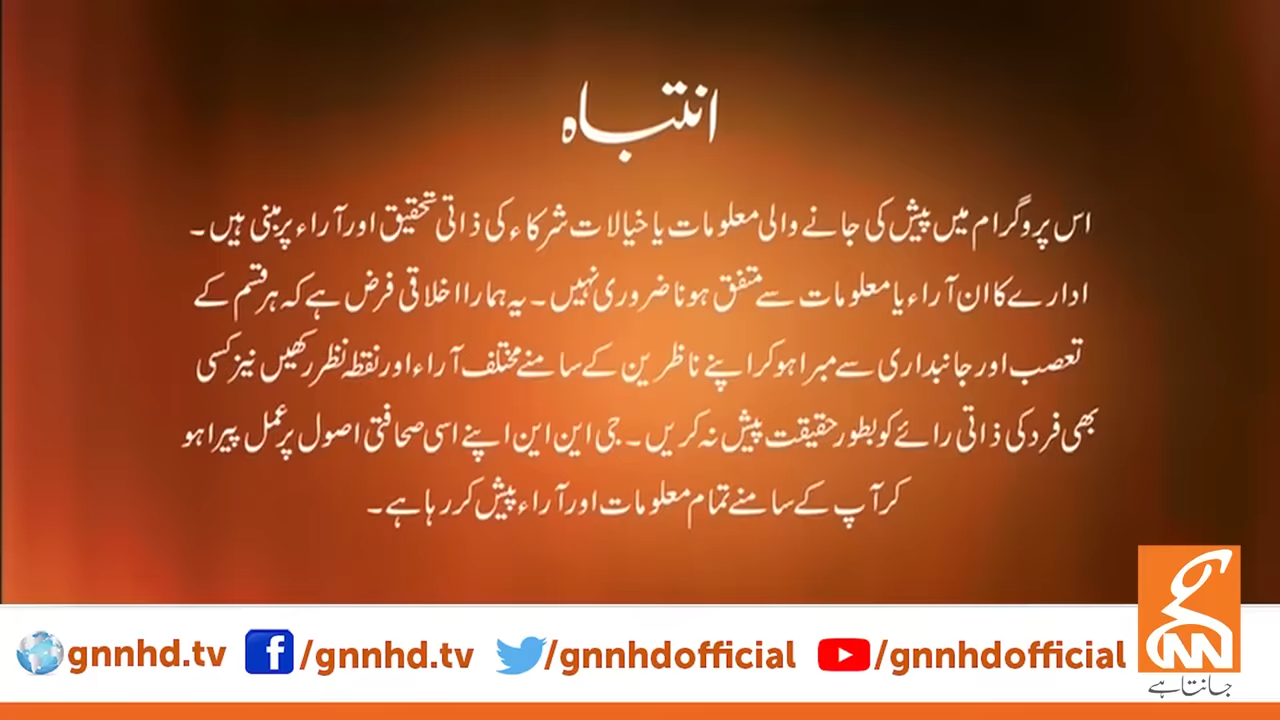 انتباہ
اس پروگرام میں پیش کی جانے والی معلومات یا خیالات شرکاء کی ذاتی تحقیق اور آراء پر مبنی ہیں۔
ادارے کا ان آراء یا معلومات سے متفق ہونا ضروری نہیں۔ یہ ہمارا اخلاقی فرض ہے کہ ہر قسم کے
تعصب اور جانبداری سے مبرا ہو کر اپنے ناظرین کے سامنے مختلف آراء اور نقطہ نظر رکھیں نیز کسی
بھی فرد کی ذاتی رائے کو بطور حقیقت پیش نہ کریں۔ جی این این اپنے اسی صحافتی اصول پر عمل پیرا ہو
کر آپ کے سامنے تمام معلومات اور آراء پیش کر رہا ہے۔
gnnhd.tv /gnnhd.tv /gnnhdofficial /gnnhdofficial
GNN
جانتا ہے